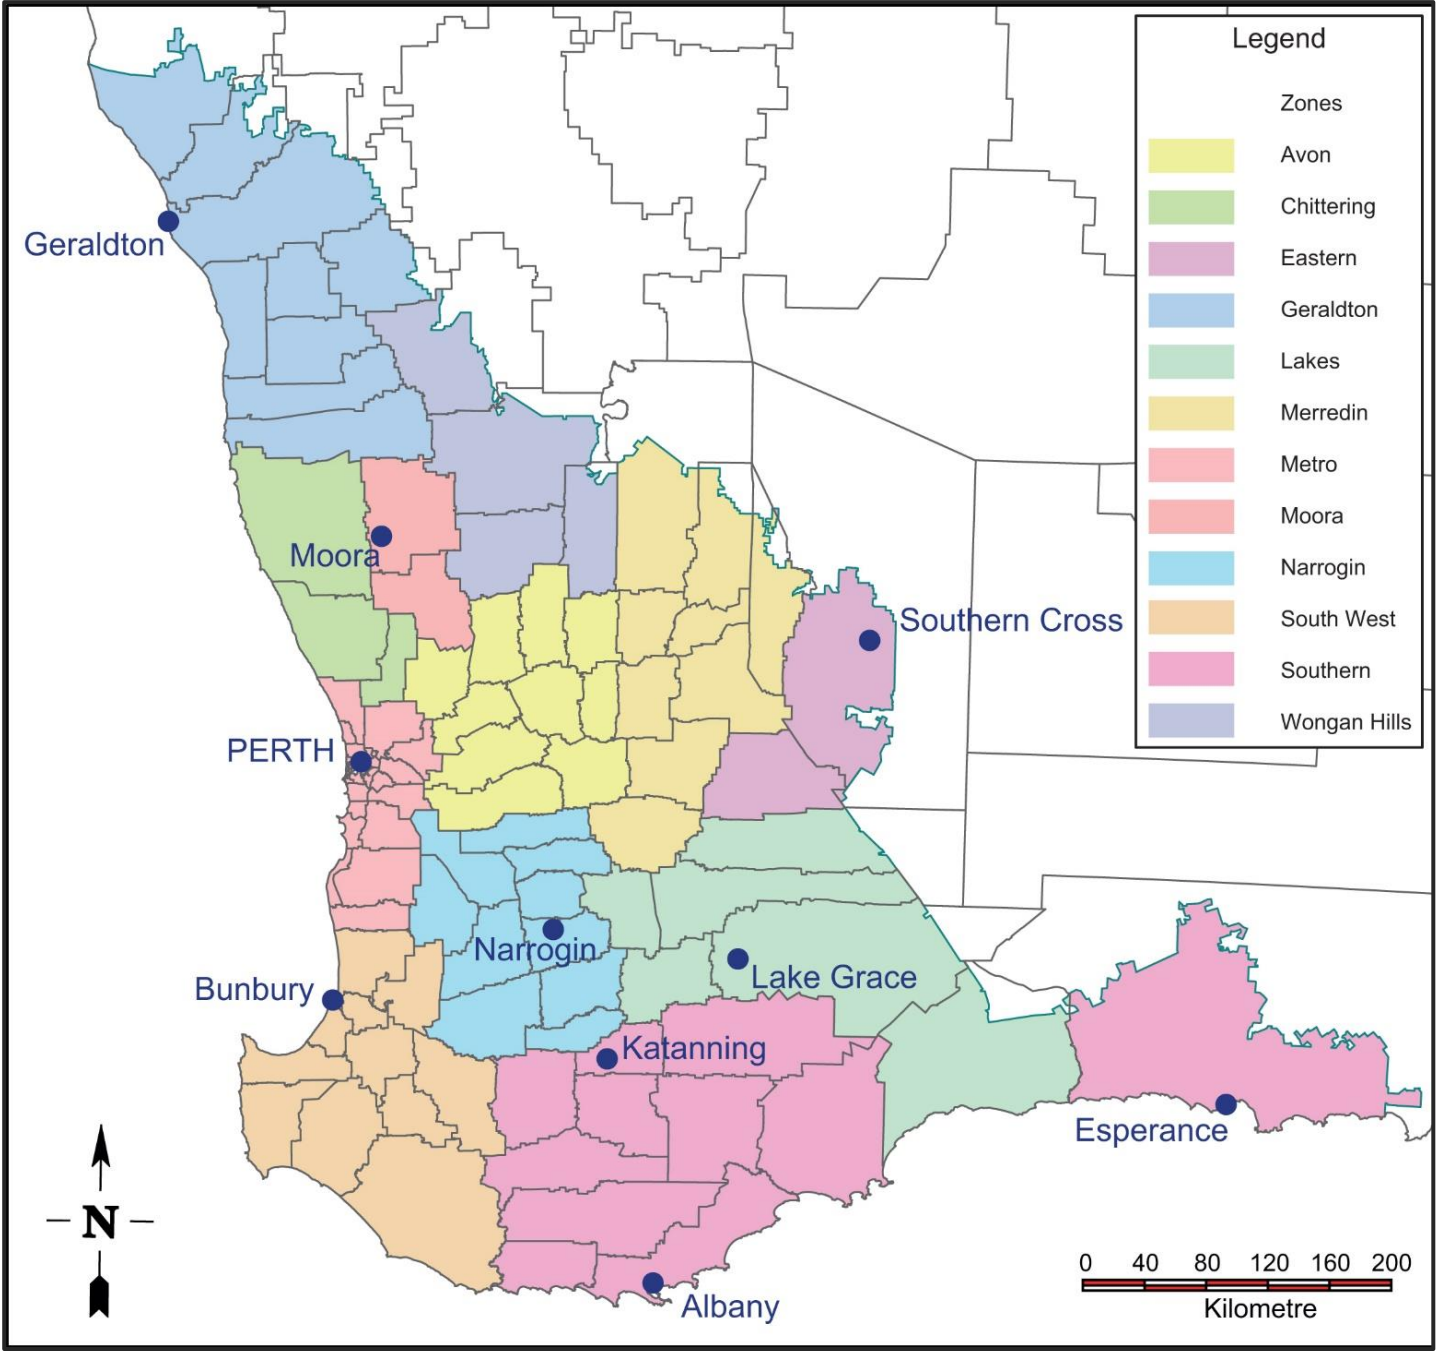 Legend
Zones
Avon
Chittering
Eastern
Geraldton
Lakes
Merredin
Metro
Moora
Narrogin
South West
Southern
Wongan Hills
Geraldton
Moora
Southern Cross
PERTH
Narrogin
Lake Grace
Bunbury
Katanning
Esperance
Albany
N
0 40 80 120 160 200
Kilometre